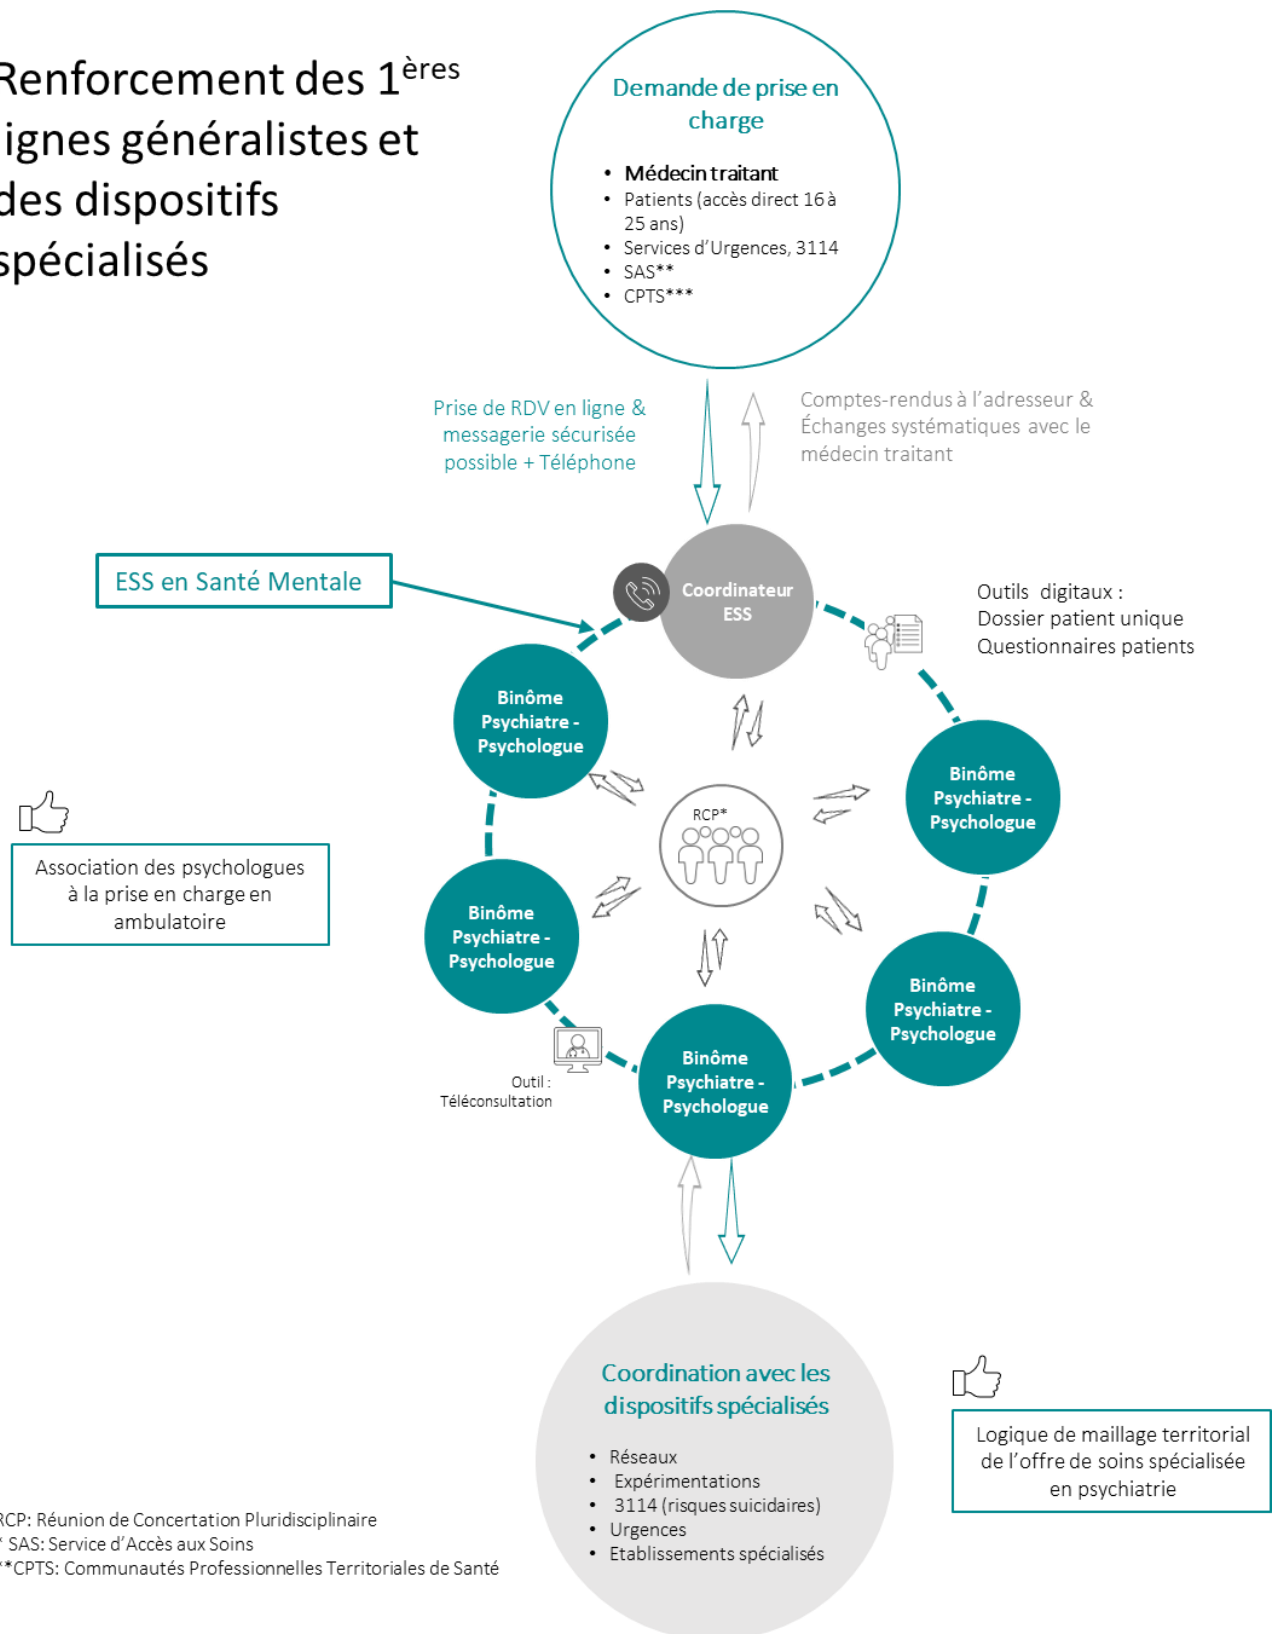 Renforcement des 1ères
lignes généralistes et
des dispositifs
spécialisés
Demande de prise en
charge
• Médecin traitant
• Patients (accès direct 16 à
25 ans)
• Services d'Urgences, 3114
• SAS**
• CPTS***
Prise de RDV en ligne &
messagerie sécurisée
possible + Téléphone
Comptes-rendus à l'adresseur &
Échanges systématiques avec le
médecin traitant
ESS en Santé Mentale
Coordinateur
ESS
Outils digitaux :
Dossier patient unique
Questionnaires patients
Binôme
Psychiatre -
Psychologue
Binôme
Psychiatre -
Psychologue
RCP*
Association des psychologues
à la prise en charge en
ambulatoire
Binôme
Psychiatre -
Psychologue
Binôme
Psychiatre -
Psychologue
Binôme
Psychiatre -
Psychologue
Outil :
Téléconsultation
Coordination avec les
dispositifs spécialisés
• Réseaux
• Expérimentations
• 3114 (risques suicidaires)
• Urgences
• Etablissements spécialisés
Logique de maillage territorial
de l'offre de soins spécialisée
en psychiatrie
RCP: Réunion de Concertation Pluridisciplinaire
* SAS: Service d'Accès aux Soins
**CPTS: Communautés Professionnelles Territoriales de Santé